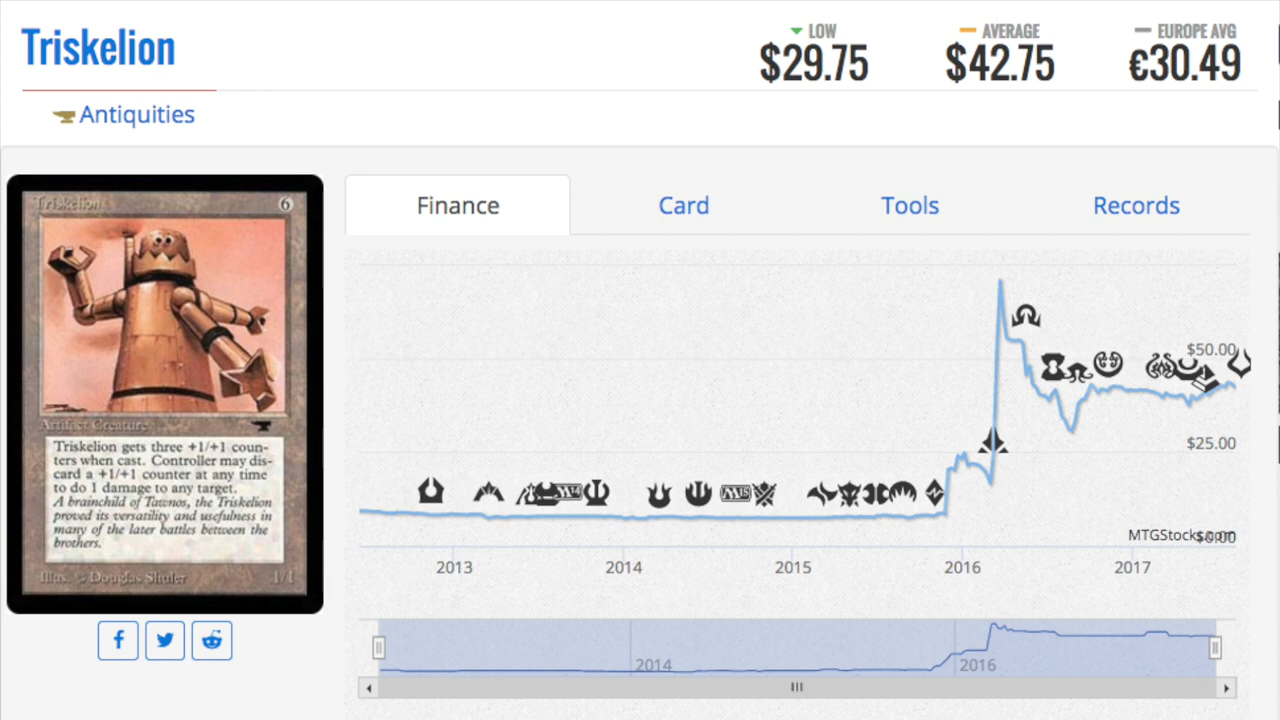 Triskelion
LOW
$29.75
AVERAGE
$42.75
EUROPE AVG
€30.49
Antiquities
Finance
Card
Tools
Records
Triskelion 6
Artifact Creature
Triskelion gets three +1/+1 coun-
ters when cast. Controller may dis-
card a +1/+1 counter at any time
to do 1 damage to any target.
A brainchild of Tawnos, the Triskelion
proved its versatility and usefulness in
many of the later battles between the
brothers.
Illus. © Douglas Shuler 1/1
$50.00
$25.00
$0.00
M14
M15
MTGStocks.com
2013
2014
2015
2016
2017
2014
2016